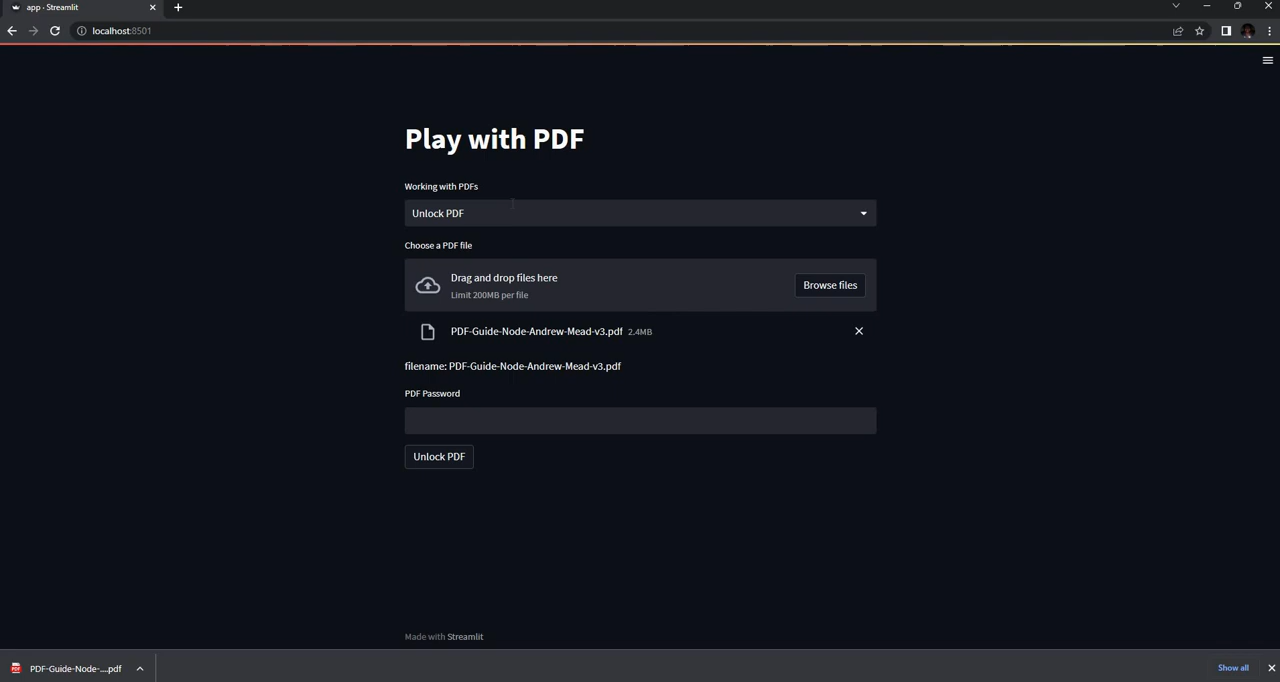 app · Streamlit
localhost:8501
Play with PDF
Working with PDFs
Unlock PDF
Choose a PDF file
Drag and drop files here
Limit 200MB per file
Browse files
PDF-Guide-Node-Andrew-Mead-v3.pdf 2.4MB
filename: PDF-Guide-Node-Andrew-Mead-v3.pdf
PDF Password
Unlock PDF
Made with Streamlit
PDF
PDF-Guide-Node-....pdf
Show all